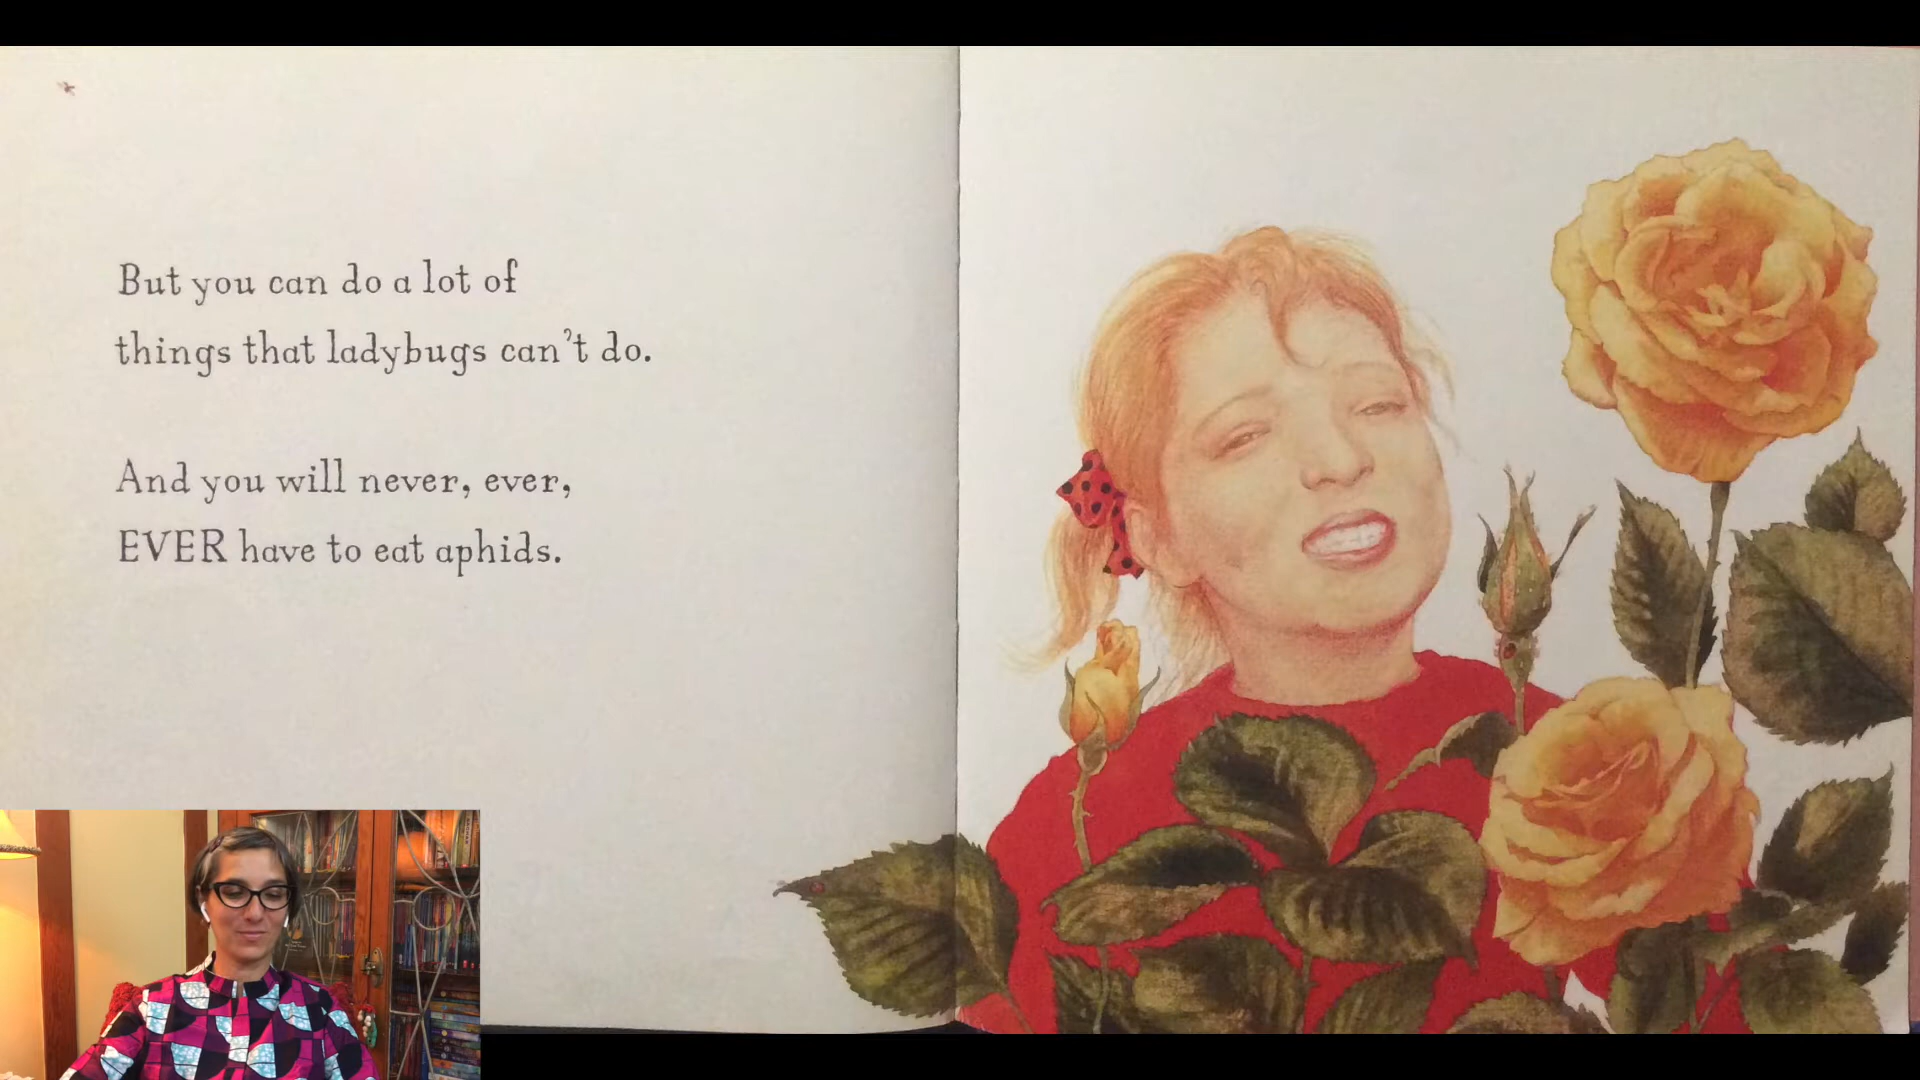 But you can do a lot of
things that ladybugs can't do.
And you will never, ever,
EVER have to eat aphids.